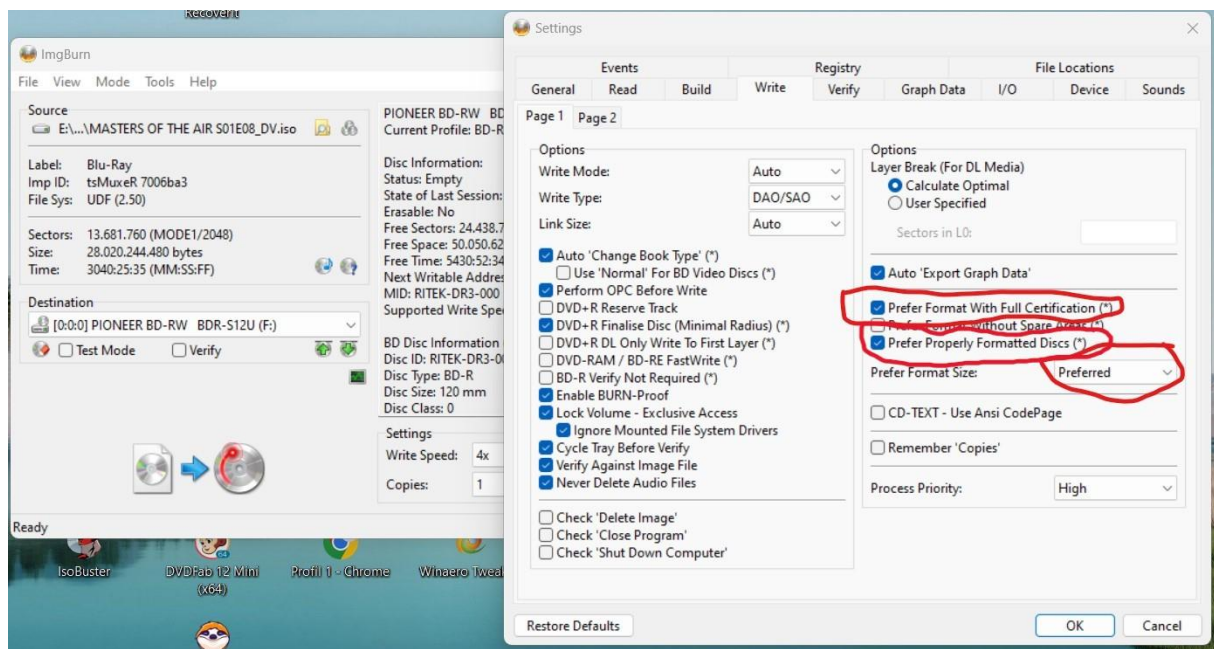 Recoverit
ImgBurn
File View Mode Tools Help
Source
E:\...\MASTERS OF THE AIR S01E08_DV.iso
Label: Blu-Ray
Imp ID: tsMuxeR 7006ba3
File Sys: UDF (2.50)
Sectors: 13.681.760 (MODE1/2048)
Size: 28.020.244.480 bytes
Time: 3040:25:35 (MM:SS:FF)
Destination
[0:0:0] PIONEER BD-RW BDR-S12U (F:)
Test Mode Verify
PIONEER BD-RW BD
Current Profile: BD-R
Disc Information:
Status: Empty
State of Last Session:
Erasable: No
Free Sectors: 24.438.7
Free Space: 50.050.62
Free Time: 5430:52:34
Next Writable Addres
MID: RITEK-DR3-000
Supported Write Spe
BD Disc Information
Disc ID: RITEK-DR3-00
Disc Type: BD-R
Disc Size: 120 mm
Disc Class: 0
Settings
Write Speed: 4x
Copies: 1
Ready
IsoBuster
DVDFab 12 Mini
(x64)
Profil 1 - Chrome
Winaero Tweak
Settings
Events Registry File Locations
General Read Build Write Verify Graph Data I/O Device Sounds
Page 1 Page 2
Options
Write Mode: Auto
Write Type: DAO/SAO
Link Size: Auto
Auto 'Change Book Type' (*)
Use 'Normal' For BD Video Discs (*)
Perform OPC Before Write
DVD+R Reserve Track
DVD+R Finalise Disc (Minimal Radius) (*)
DVD+R DL Only Write To First Layer (*)
DVD-RAM / BD-RE FastWrite (*)
BD-R Verify Not Required (*)
Enable BURN-Proof
Lock Volume - Exclusive Access
Ignore Mounted File System Drivers
Cycle Tray Before Verify
Verify Against Image File
Never Delete Audio Files
Check 'Delete Image'
Check 'Close Program'
Check 'Shut Down Computer'
Options
Layer Break (For DL Media)
Calculate Optimal
User Specified
Sectors in L0:
Auto 'Export Graph Data'
Prefer Format With Full Certification (*)
Prefer Format Without Spare Areas (*)
Prefer Properly Formatted Discs (*)
Prefer Format Size: Preferred
CD-TEXT - Use Ansi CodePage
Remember 'Copies'
Process Priority: High
Restore Defaults
OK Cancel